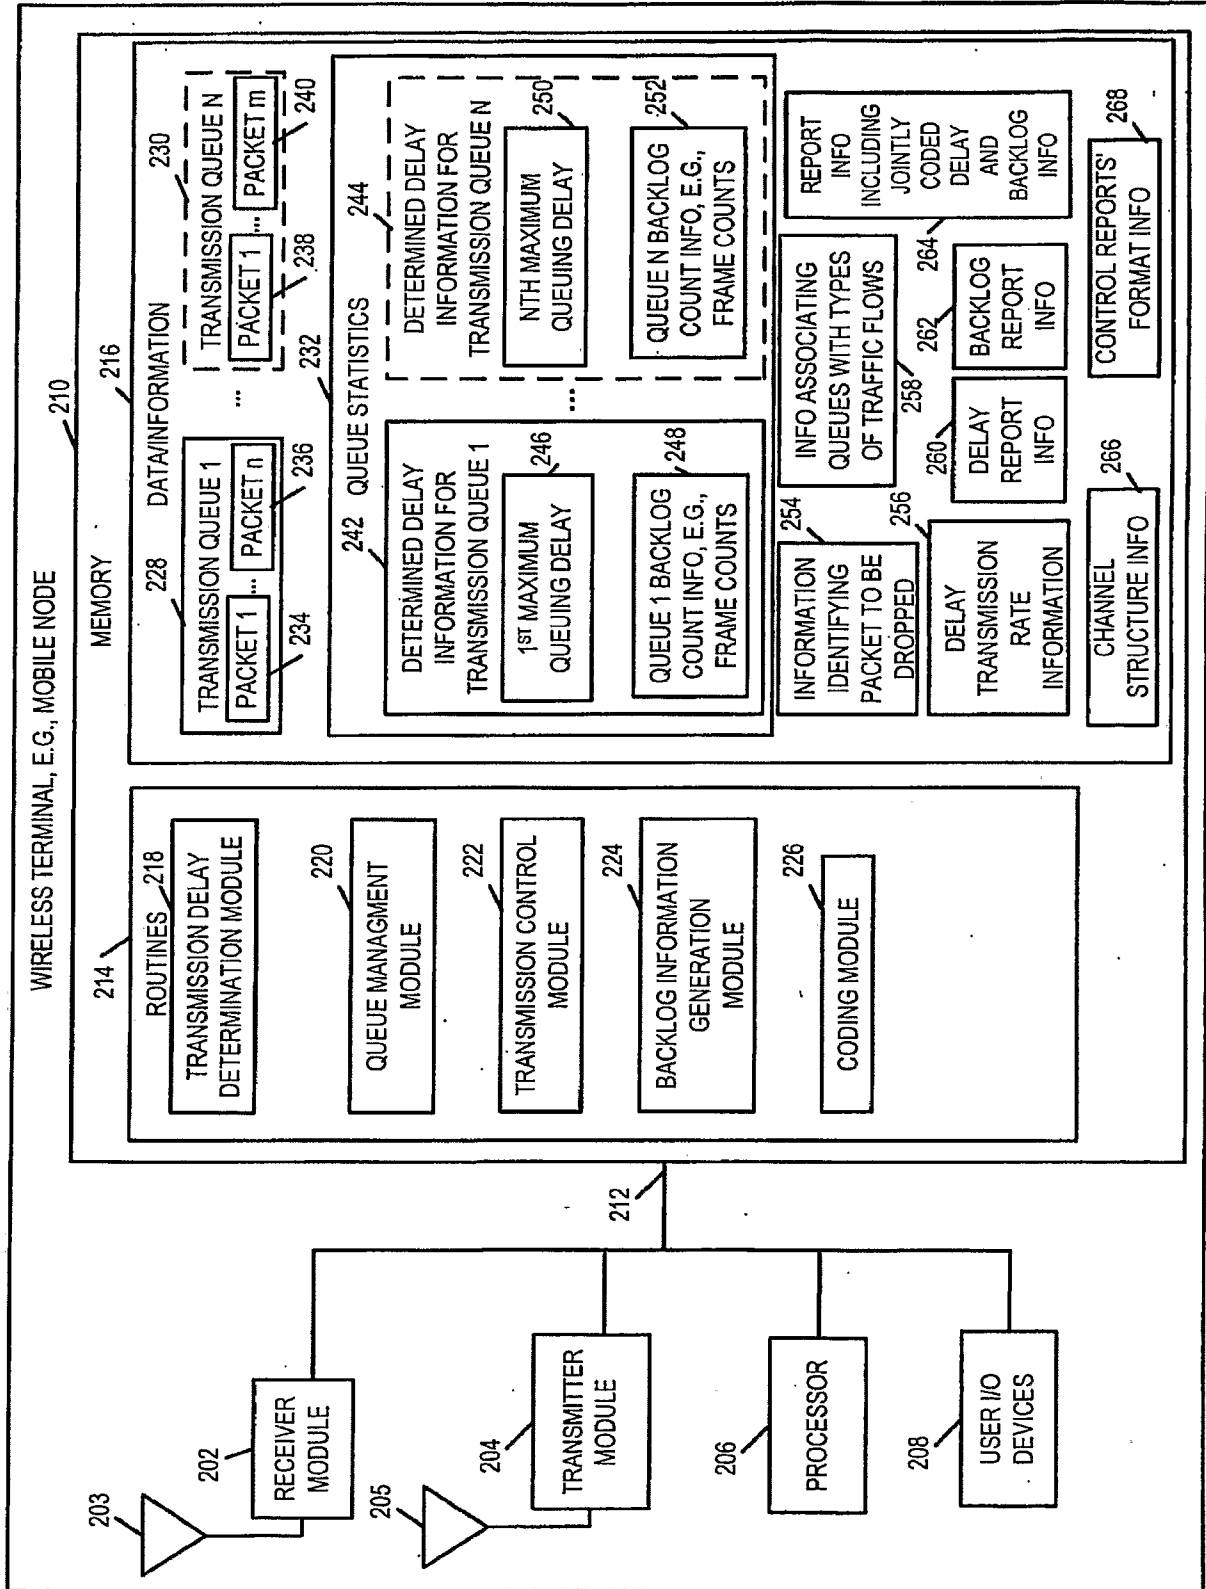 WIRELESS TERMINAL, E.G., MOBILE NODE
210
MEMORY
214
ROUTINES
218
TRANSMISSION DELAY
DETERMINATION MODULE
220
QUEUE MANAGMENT
MODULE
222
TRANSMISSION CONTROL
MODULE
224
BACKLOG INFORMATION
GENERATION
MODULE
226
CODING MODULE
216
DATA/INFORMATION
228
TRANSMISSION QUEUE 1
PACKET 1
...
PACKET n
234
236
...
230
TRANSMISSION QUEUE N
PACKET 1
...
PACKET m
238
240
232
QUEUE STATISTICS
242
DETERMINED DELAY
INFORMATION FOR
TRANSMISSION QUEUE 1
246
1ST MAXIMUM
QUEUING DELAY
248
QUEUE 1 BACKLOG
COUNT INFO, E.G.,
FRAME COUNTS
...
244
DETERMINED DELAY
INFORMATION FOR
TRANSMISSION QUEUE N
250
NTH MAXIMUM
QUEUING DELAY
252
QUEUE N BACKLOG
COUNT INFO, E.G.,
FRAME COUNTS
254
INFORMATION
IDENTIFYING
PACKET TO BE
DROPPED
INFO ASSOCIATING
QUEUES WITH TYPES
OF TRAFFIC FLOWS
258
REPORT
INFO
INCLUDING
JOINTLY
CODED
DELAY
AND
BACKLOG
INFO
264
256
DELAY
TRANSMISSION
RATE
INFORMATION
260
DELAY
REPORT
INFO
262
BACKLOG
REPORT
INFO
266
CHANNEL
STRUCTURE INFO
268
CONTROL REPORTS'
FORMAT INFO
212
203
202
RECEIVER
MODULE
205
204
TRANSMITTER
MODULE
206
PROCESSOR
208
USER I/O
DEVICES